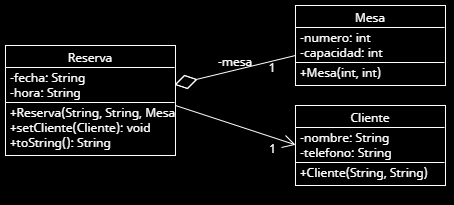 Reserva
-fecha: String
-hora: String
+Reserva(String, String, Mesa
+setCliente(Cliente): void
+toString(): String
-mesa
1
Mesa
-numero: int
-capacidad: int
+Mesa(int, int)
1
Cliente
-nombre: String
-telefono: String
+Cliente(String, String)